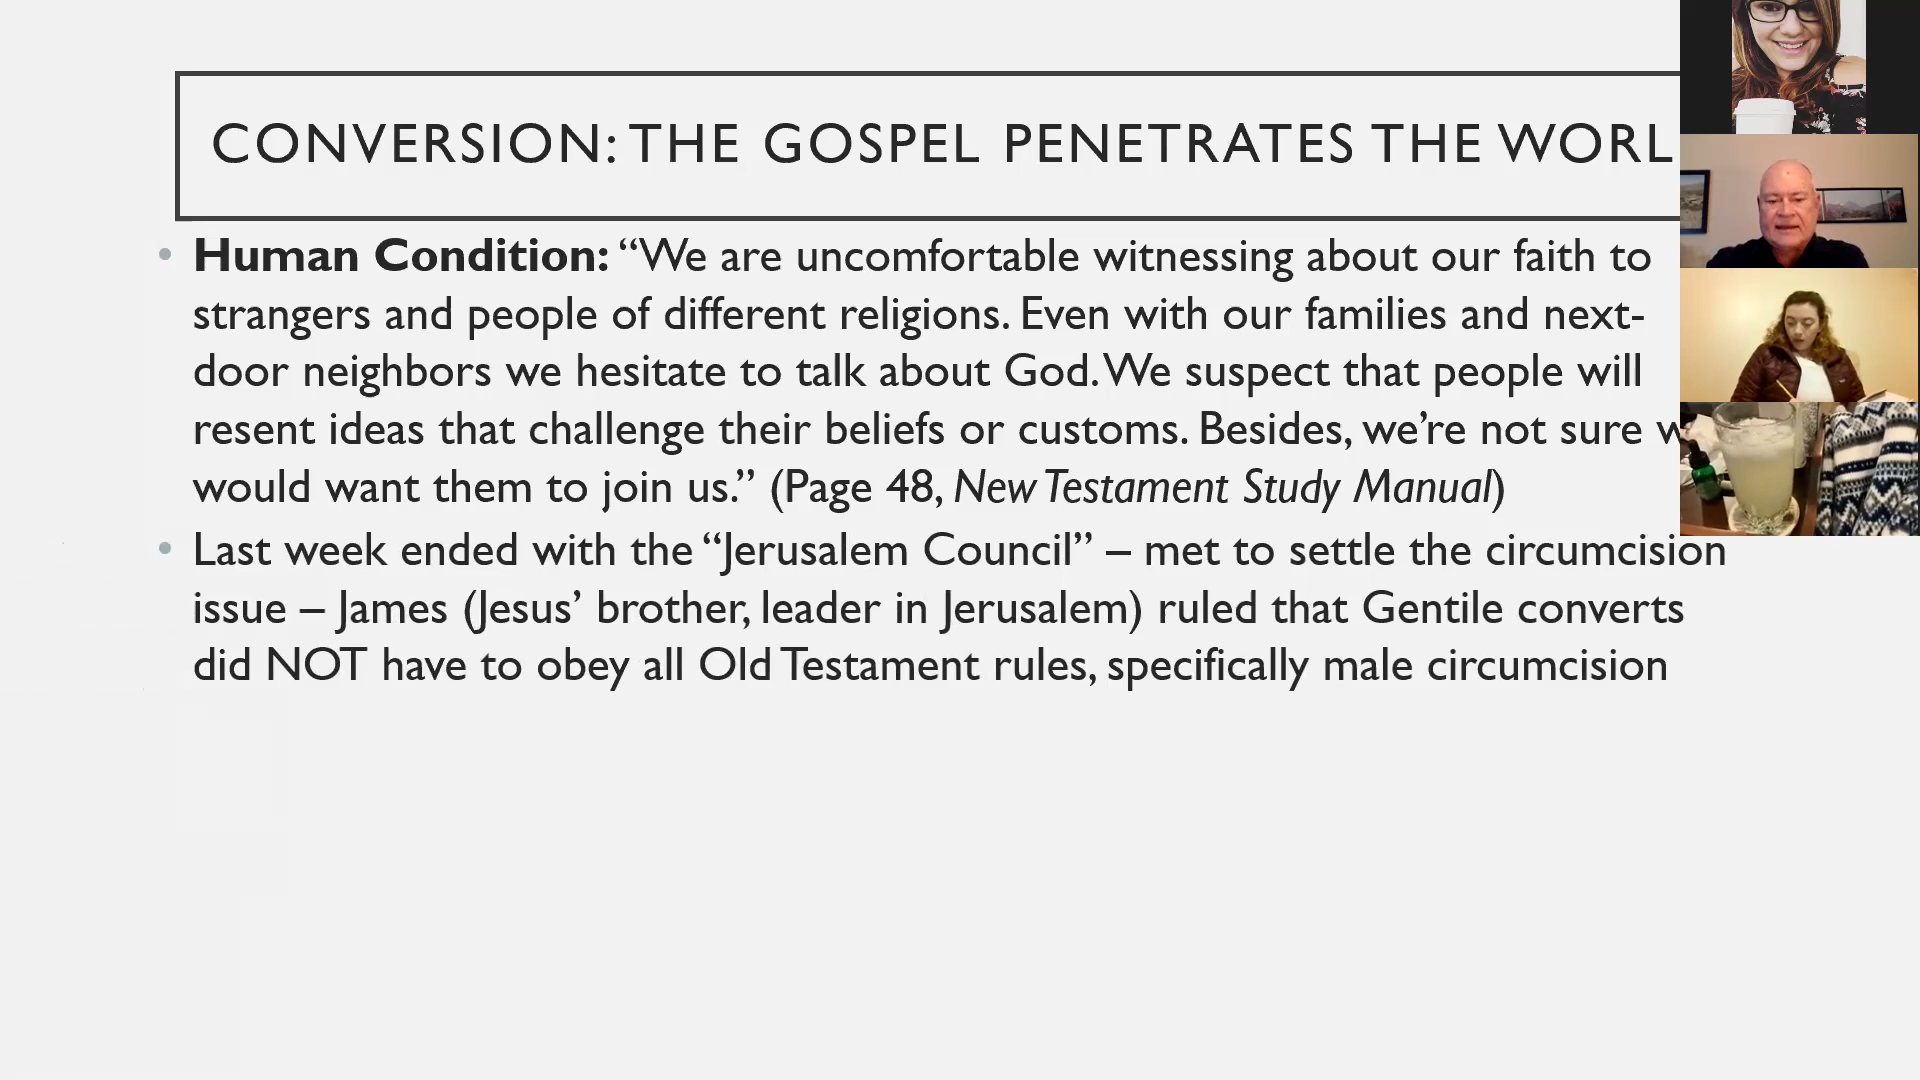 CONVERSION: THE GOSPEL PENETRATES THE WORL
• Human Condition: “We are uncomfortable witnessing about our faith to
strangers and people of different religions. Even with our families and next-
door neighbors we hesitate to talk about God. We suspect that people will
resent ideas that challenge their beliefs or customs. Besides, we’re not sure
would want them to join us.” (Page 48, New Testament Study Manual)
• Last week ended with the “Jerusalem Council” – met to settle the circumcision
issue – James (Jesus’ brother, leader in Jerusalem) ruled that Gentile converts
did NOT have to obey all Old Testament rules, specifically male circumcision